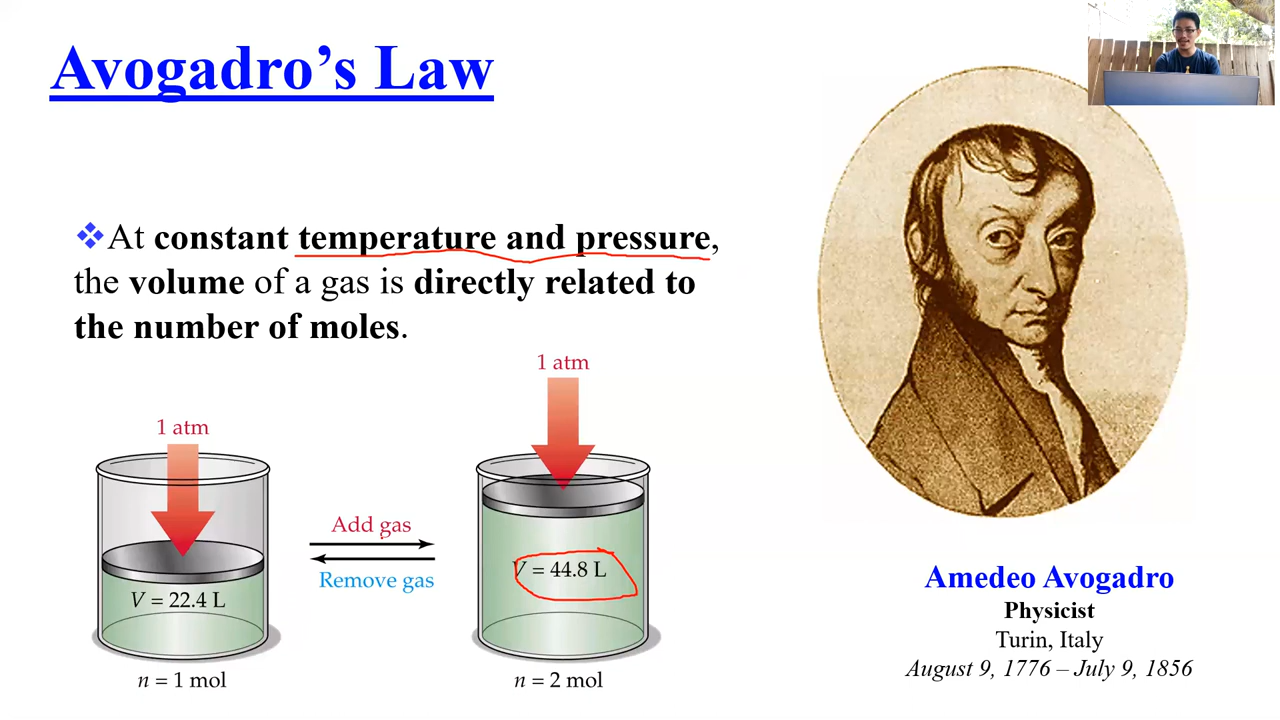 Avogadro’s Law
❖At constant temperature and pressure,
the volume of a gas is directly related to
the number of moles.
1 atm
1 atm
Add gas
Remove gas
V = 22.4 L
V = 44.8 L
n = 1 mol
n = 2 mol
Amedeo Avogadro
Physicist
Turin, Italy
August 9, 1776 – July 9, 1856